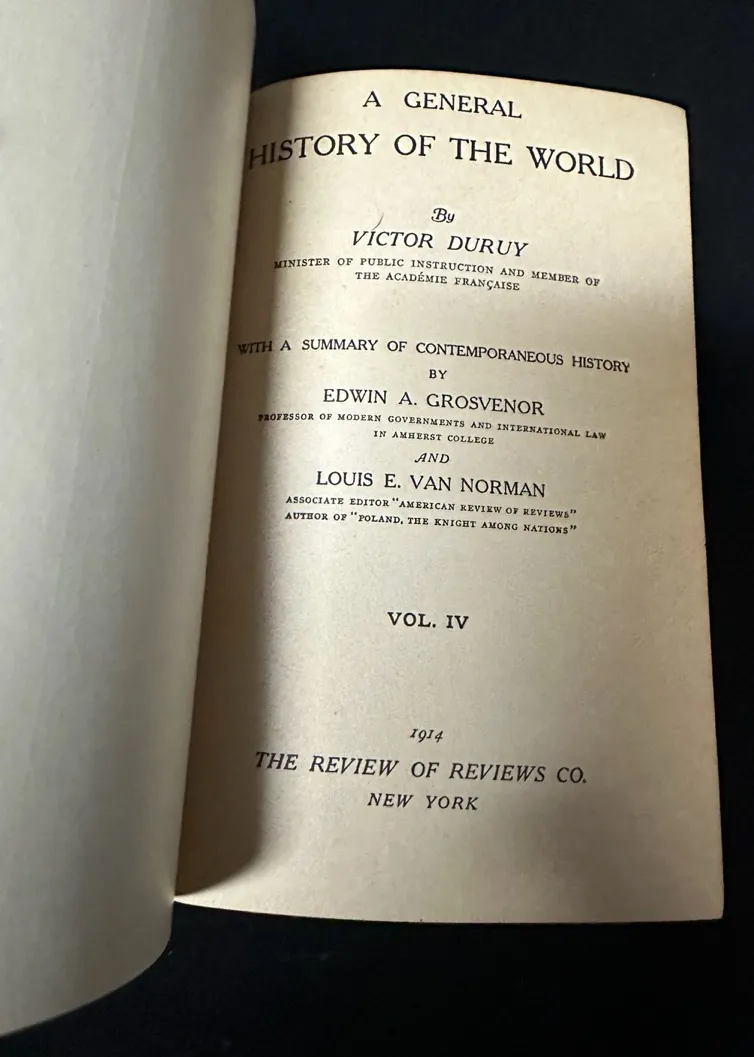 A GENERAL
HISTORY OF THE WORLD
By
VICTOR DURUY
MINISTER OF PUBLIC INSTRUCTION AND MEMBER OF
THE ACADÉMIE FRANÇAISE
WITH A SUMMARY OF CONTEMPORANEOUS HISTORY
BY
EDWIN A. GROSVENOR
PROFESSOR OF MODERN GOVERNMENTS AND INTERNATIONAL LAW
IN AMHERST COLLEGE
AND
LOUIS E. VAN NORMAN
ASSOCIATE EDITOR "AMERICAN REVIEW OF REVIEWS"
AUTHOR OF "POLAND, THE KNIGHT AMONG NATIONS"
VOL. IV
1914
THE REVIEW OF REVIEWS CO.
NEW YORK